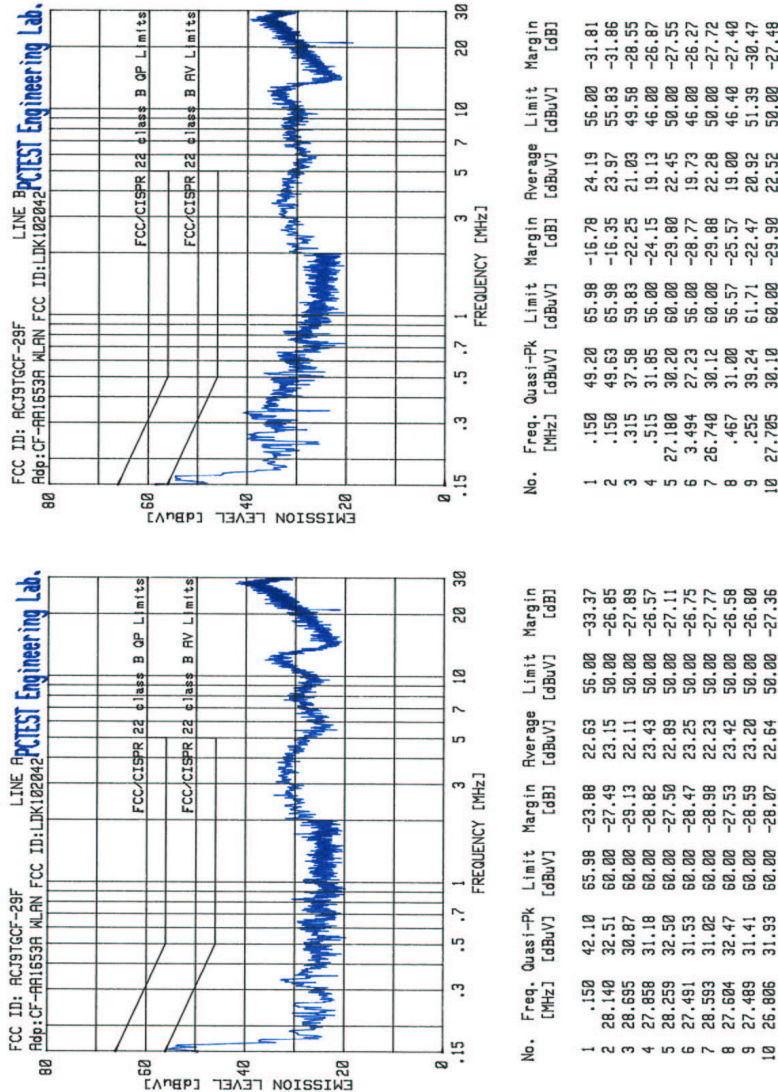 FCC ID: ACJ9TGCF-29F LINE A
Adp:CF-AA1653A WLAN FCC ID:LDK102042 PCTEST Engineering Lab.
80
60
40
20
0
EMISSION LEVEL [dBuV]
FCC/CISPR 22 class B QP Limits
FCC/CISPR 22 class B AV Limits
.15 .3 .5 .7 1 3 5 7 10 20 30
FREQUENCY [MHz]
No. Freq. Quasi-Pk Limit Margin Average Limit Margin
[MHz] [dBuV] [dBuV] [dB] [dBuV] [dBuV] [dB]
1 .150 42.10 65.98 -23.88 22.63 56.00 -33.37
2 28.140 32.51 60.00 -27.49 23.15 50.00 -26.85
3 28.695 30.87 60.00 -29.13 22.11 50.00 -27.89
4 27.858 31.18 60.00 -28.82 23.43 50.00 -26.57
5 28.259 32.50 60.00 -27.50 22.89 50.00 -27.11
6 27.491 31.53 60.00 -28.47 23.25 50.00 -26.75
7 28.593 31.02 60.00 -28.98 22.23 50.00 -27.77
8 27.604 32.47 60.00 -27.53 23.42 50.00 -26.58
9 27.489 31.41 60.00 -28.59 23.20 50.00 -26.80
10 26.806 31.93 60.00 -28.07 22.64 50.00 -27.36
FCC ID: ACJ9TGCF-29F LINE B
Adp:CF-AA1653A WLAN FCC ID:LDK102042 PCTEST Engineering Lab.
80
60
40
20
0
EMISSION LEVEL [dBuV]
FCC/CISPR 22 class B QP Limits
FCC/CISPR 22 class B AV Limits
.15 .3 .5 .7 1 3 5 7 10 20 30
FREQUENCY [MHz]
No. Freq. Quasi-Pk Limit Margin Average Limit Margin
[MHz] [dBuV] [dBuV] [dB] [dBuV] [dBuV] [dB]
1 .150 49.20 65.98 -16.78 24.19 56.00 -31.81
2 .150 49.63 65.98 -16.35 23.97 55.83 -31.86
3 .315 37.58 59.83 -22.25 21.03 49.58 -28.55
4 .515 31.85 56.00 -24.15 19.13 46.00 -26.87
5 27.180 30.20 60.00 -29.80 22.45 50.00 -27.55
6 3.494 27.23 56.00 -28.77 19.73 46.00 -26.27
7 26.740 30.12 60.00 -29.88 22.28 50.00 -27.72
8 .467 31.00 56.57 -25.57 19.00 46.40 -27.40
9 .252 39.24 61.71 -22.47 20.92 51.39 -30.47
10 27.705 30.10 60.00 -29.90 22.52 50.00 -27.48